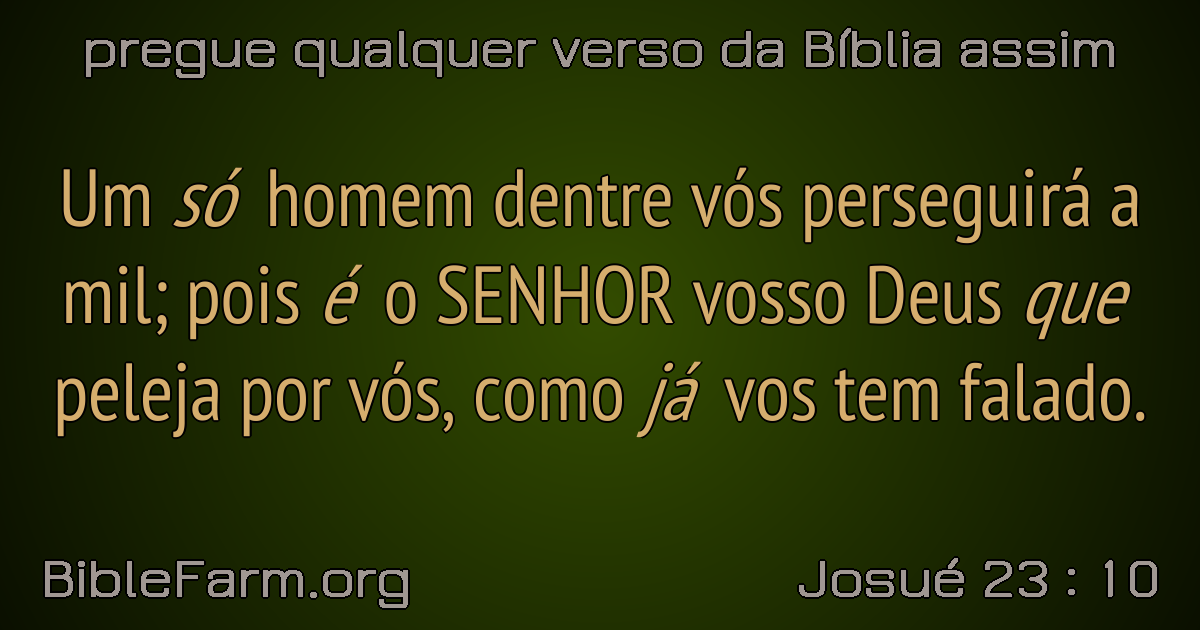 pregue qualquer verso da Bíblia assim
Um só homem dentre vós perseguirá a
mil; pois é o SENHOR vosso Deus que
peleja por vós, como já vos tem falado.
BibleFarm.org
Josué 23 : 10